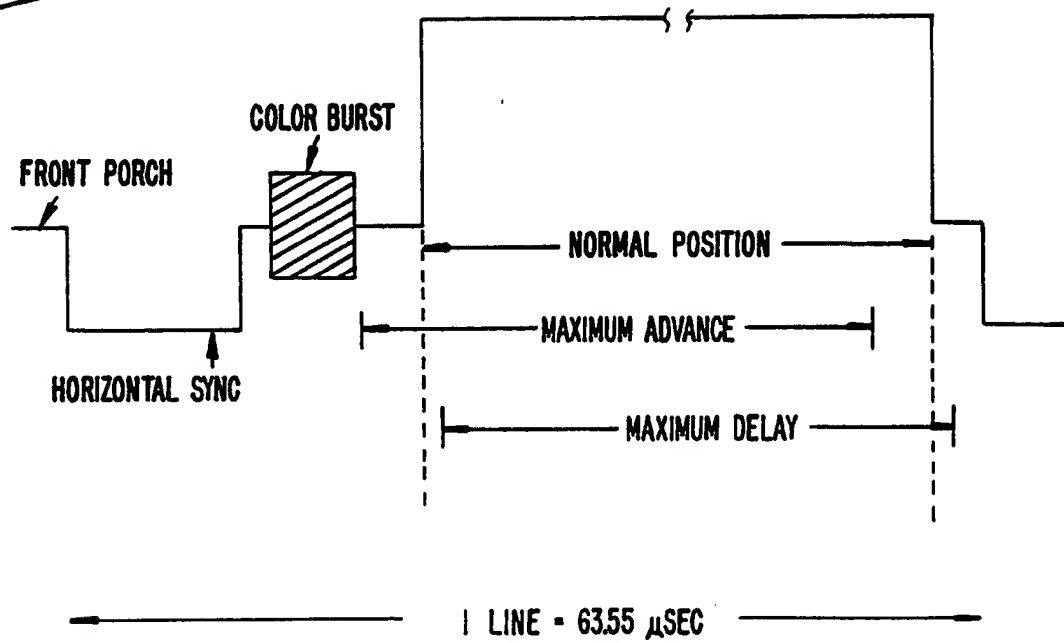 COLOR BURST
FRONT PORCH
NORMAL POSITION
MAXIMUM ADVANCE
HORIZONTAL SYNC
MAXIMUM DELAY
1 LINE = 63.55 μSEC